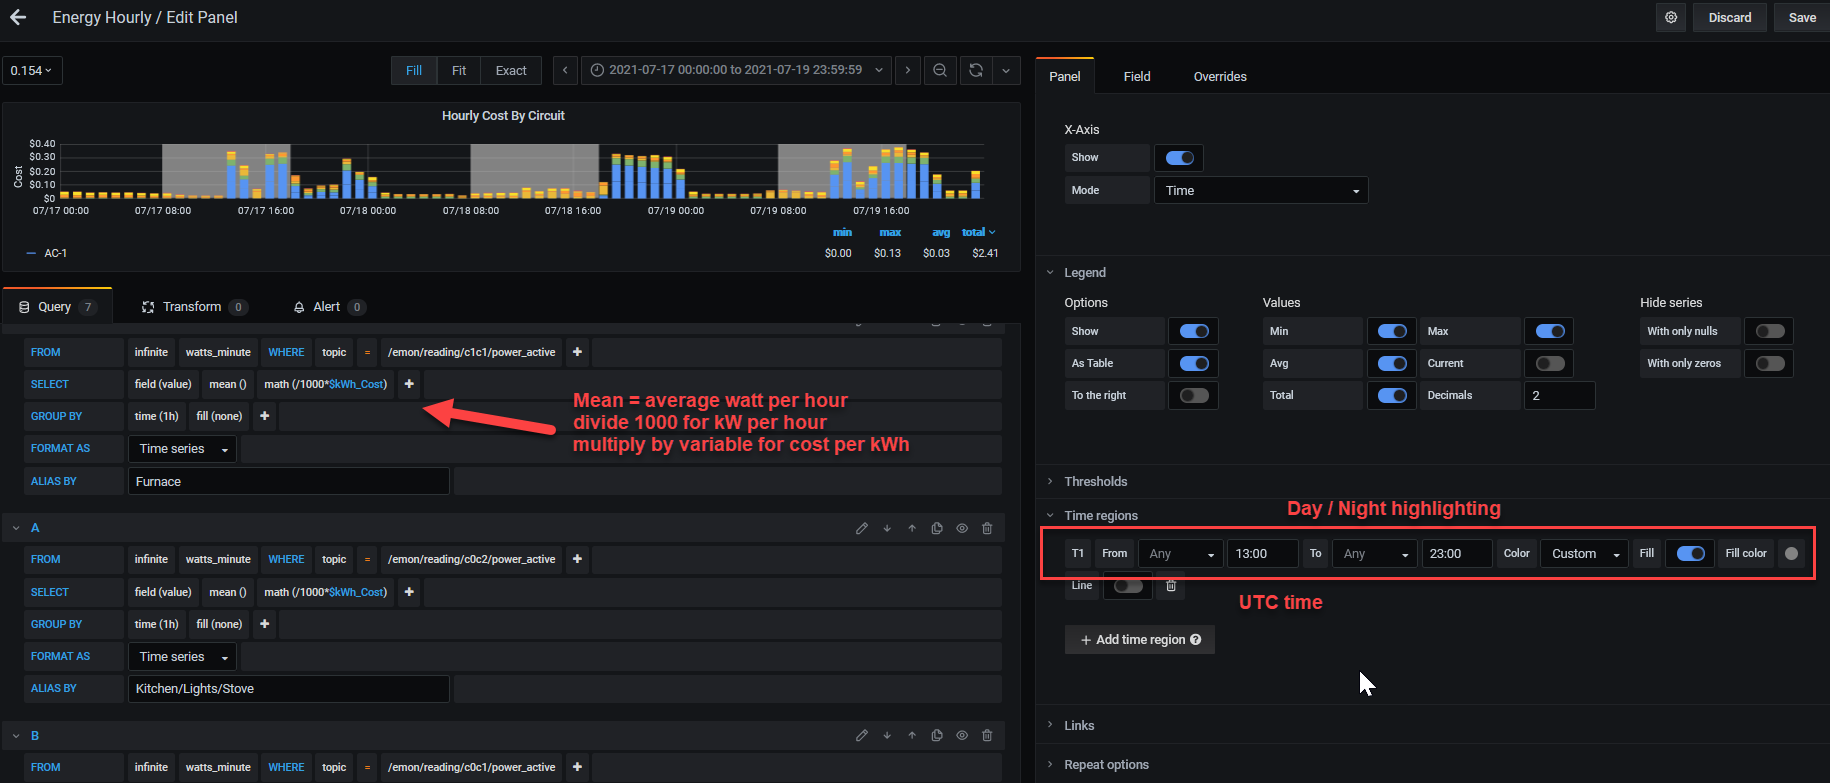 Energy Hourly / Edit Panel
Discard
Save
0.154
Fill
Fit
Exact
2021-07-17 00:00:00 to 2021-07-19 23:59:59
Hourly Cost By Circuit
Cost
$0.40
$0.30
$0.20
$0.10
$0
07/17 00:00
07/17 08:00
07/17 16:00
07/18 00:00
07/18 08:00
07/18 16:00
07/19 00:00
07/19 08:00
07/19 16:00
min max avg total
AC-1 $0.00 $0.13 $0.03 $2.41
Query 7
Transform 0
Alert 0
FROM infinite watts_minute WHERE topic = /emon/reading/c1c1/power_active +
SELECT field (value) mean () math (/1000*$kWh_Cost) +
GROUP BY time (1h) fill (none) +
FORMAT AS Time series
ALIAS BY Furnace
Mean = average watt per hour
divide 1000 for kW per hour
multiply by variable for cost per kWh
A
FROM infinite watts_minute WHERE topic = /emon/reading/c0c2/power_active +
SELECT field (value) mean () math (/1000*$kWh_Cost) +
GROUP BY time (1h) fill (none) +
FORMAT AS Time series
ALIAS BY Kitchen/Lights/Stove
B
FROM infinite watts_minute WHERE topic = /emon/reading/c0c1/power_active +
Panel
Field
Overrides
X-Axis
Show
Mode Time
Legend
Options Values Hide series
Show Min Max With only nulls
As Table Avg Current With only zeros
To the right Total Decimals 2
Thresholds
Day / Night highlighting
Time regions
T1 From Any 13:00 To Any 23:00 Color Custom Fill Fill color
Line
UTC time
+ Add time region ?
Links
Repeat options